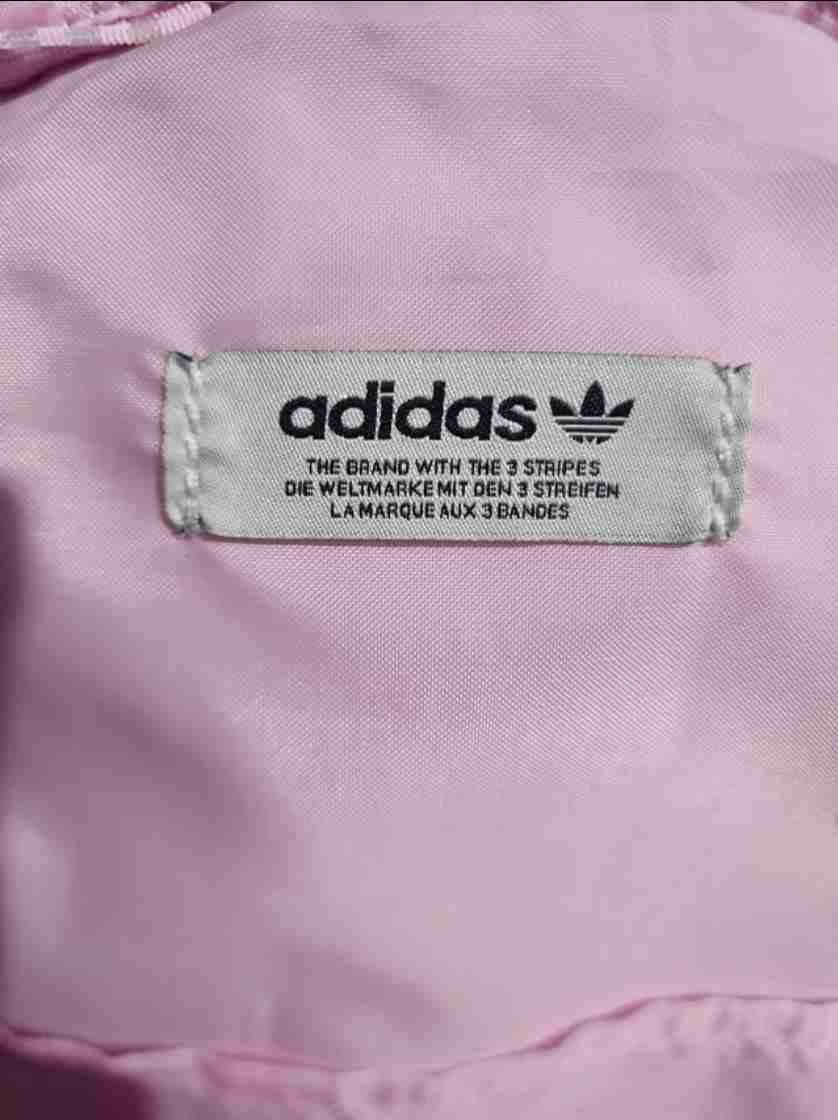 adidas
THE BRAND WITH THE 3 STRIPES
DIE WELTMARKE MIT DEN 3 STREIFEN
LA MARQUE AUX 3 BANDES